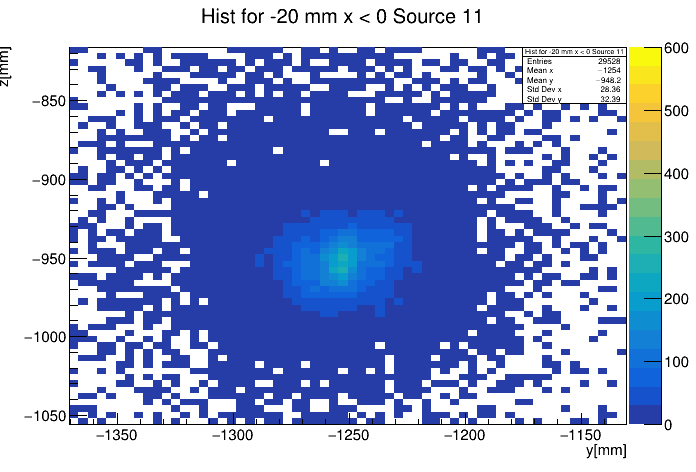 Hist for -20 mm x < 0 Source 11
z[mm]
Hist for -20 mm x < 0 Source 11
Entries 29528
Mean x −1254
Mean y −948.2
Std Dev x 28.36
Std Dev y 32.39
600
500
400
300
200
100
0
−850
−900
−950
−1000
−1050
−1350
−1300
−1250
−1200
−1150
y[mm]